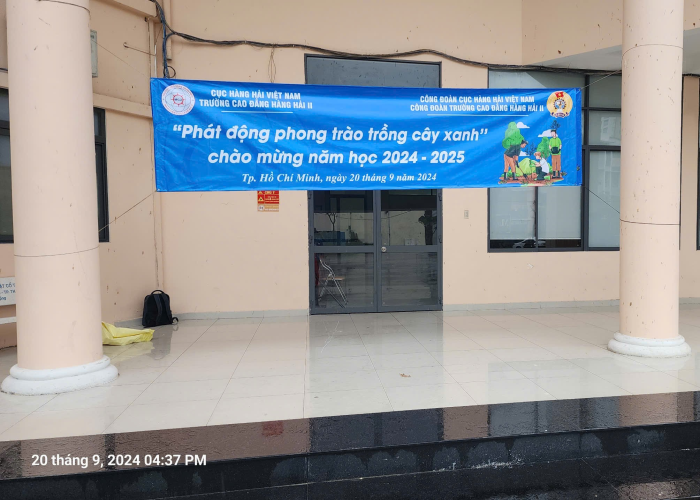 CỤC HÀNG HẢI VIỆT NAM
TRƯỜNG CAO ĐẲNG HÀNG HẢI II
CÔNG ĐOÀN CỤC HÀNG HẢI VIỆT NAM
CÔNG ĐOÀN TRƯỜNG CAO ĐẲNG HÀNG HẢI II
“Phát động phong trào trồng cây xanh”
chào mừng năm học 2024 - 2025
Tp. Hồ Chí Minh, ngày 20 tháng 9 năm 2024
20 tháng 9, 2024 04:37 PM